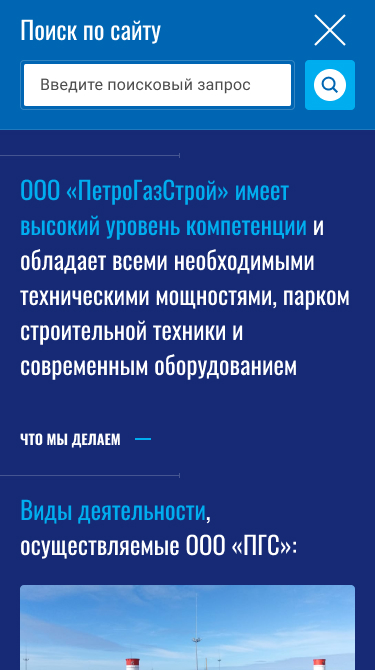 Поиск по сайту
Введите поисковый запрос
ООО «ПетроГазСтрой» имеет
высокий уровень компетенции и
обладает всеми необходимыми
техническими мощностями, парком
строительной техники и
современным оборудованием
ЧТО МЫ ДЕЛАЕМ
Виды деятельности,
осуществляемые ООО «ПГС»: